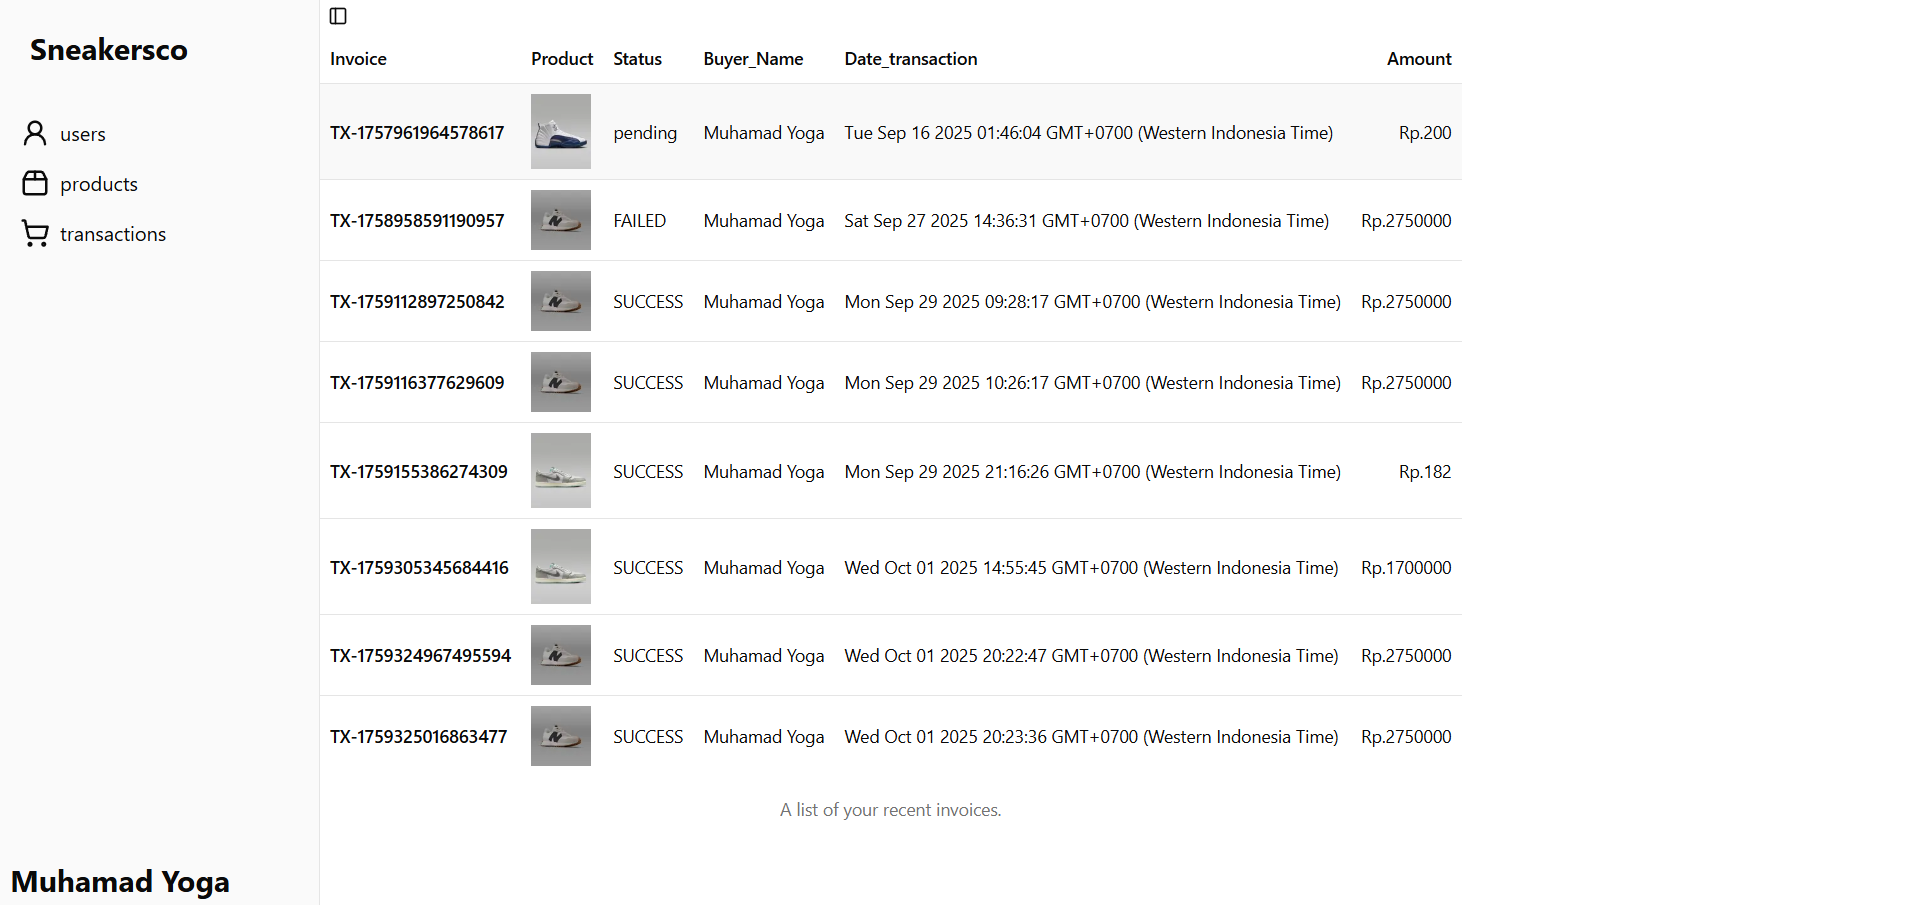 Sneakersco
users
products
transactions
Muhamad Yoga
Invoice Product Status Buyer_Name Date_transaction Amount
TX-1757961964578617 pending Muhamad Yoga Tue Sep 16 2025 01:46:04 GMT+0700 (Western Indonesia Time) Rp.200
TX-1758958591190957 FAILED Muhamad Yoga Sat Sep 27 2025 14:36:31 GMT+0700 (Western Indonesia Time) Rp.2750000
TX-1759112897250842 SUCCESS Muhamad Yoga Mon Sep 29 2025 09:28:17 GMT+0700 (Western Indonesia Time) Rp.2750000
TX-1759116377629609 SUCCESS Muhamad Yoga Mon Sep 29 2025 10:26:17 GMT+0700 (Western Indonesia Time) Rp.2750000
TX-1759155386274309 SUCCESS Muhamad Yoga Mon Sep 29 2025 21:16:26 GMT+0700 (Western Indonesia Time) Rp.182
TX-1759305345684416 SUCCESS Muhamad Yoga Wed Oct 01 2025 14:55:45 GMT+0700 (Western Indonesia Time) Rp.1700000
TX-1759324967495594 SUCCESS Muhamad Yoga Wed Oct 01 2025 20:22:47 GMT+0700 (Western Indonesia Time) Rp.2750000
TX-1759325016863477 SUCCESS Muhamad Yoga Wed Oct 01 2025 20:23:36 GMT+0700 (Western Indonesia Time) Rp.2750000
A list of your recent invoices.